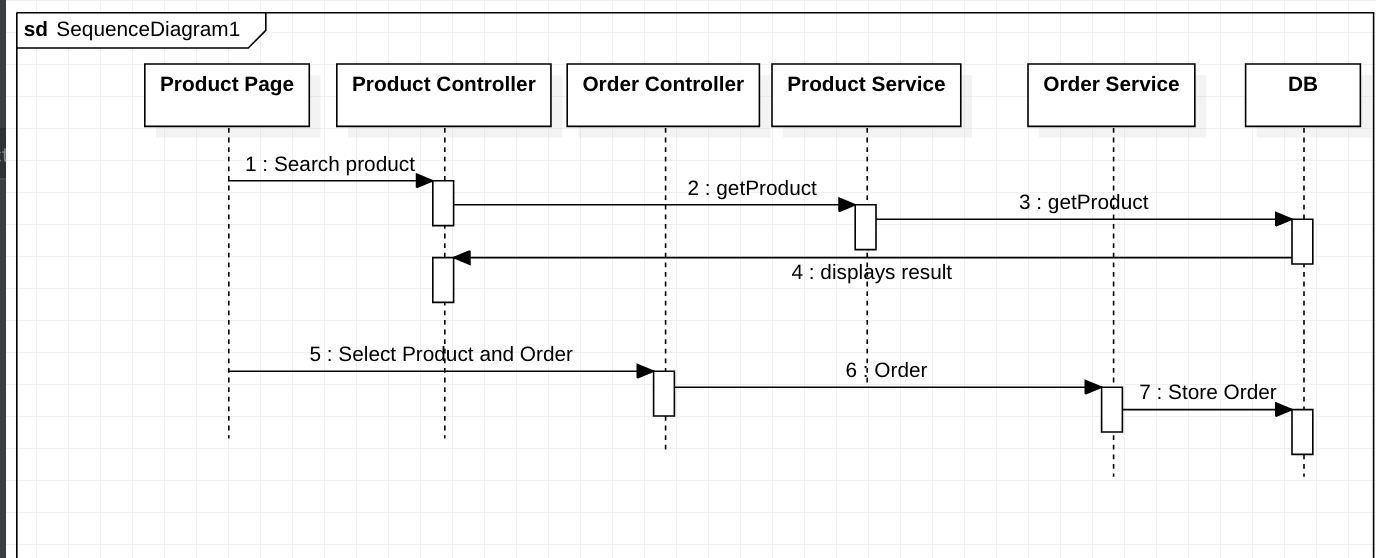 sd SequenceDiagram1
Product Page
Product Controller
Order Controller
Product Service
Order Service
DB
1 : Search product
2 : getProduct
3 : getProduct
4 : displays result
5 : Select Product and Order
6 : Order
7 : Store Order